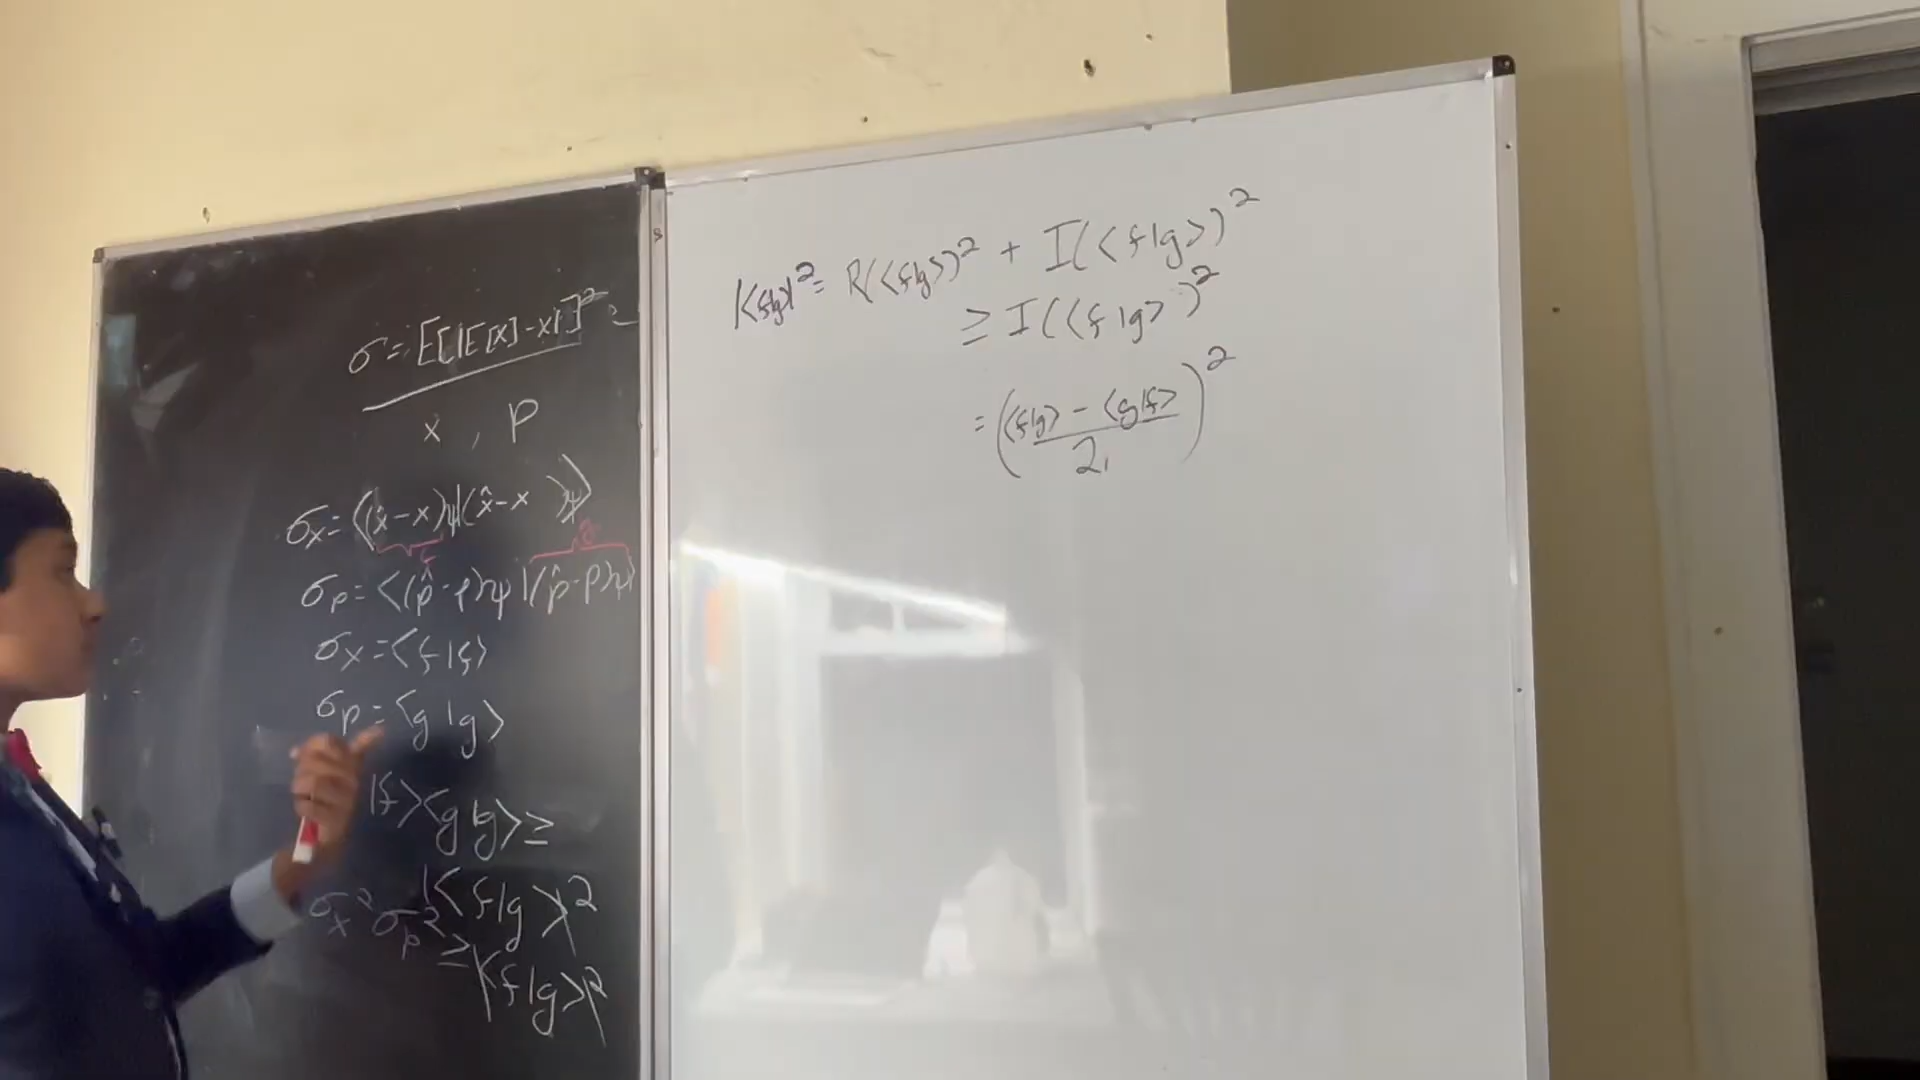 σ = E[|E[x]-x|]²
x , p
σx = ⟨(x̂-x)ψ|(x̂-x )ψ⟩
f
g
σp = <(p̂-p)ψ|(p̂-p)ψ⟩
σx = <f|f>
σp = <g|g>
|f><g|g> ≥
|<f|g>|²
σx² σp²
≥ |<f|g>|²
|<f|g>|² = R(<f|g>)² + I(<f|g>)²
≥ I(<f|g>)²
= (<f|g> - <g|f> / 2i)²